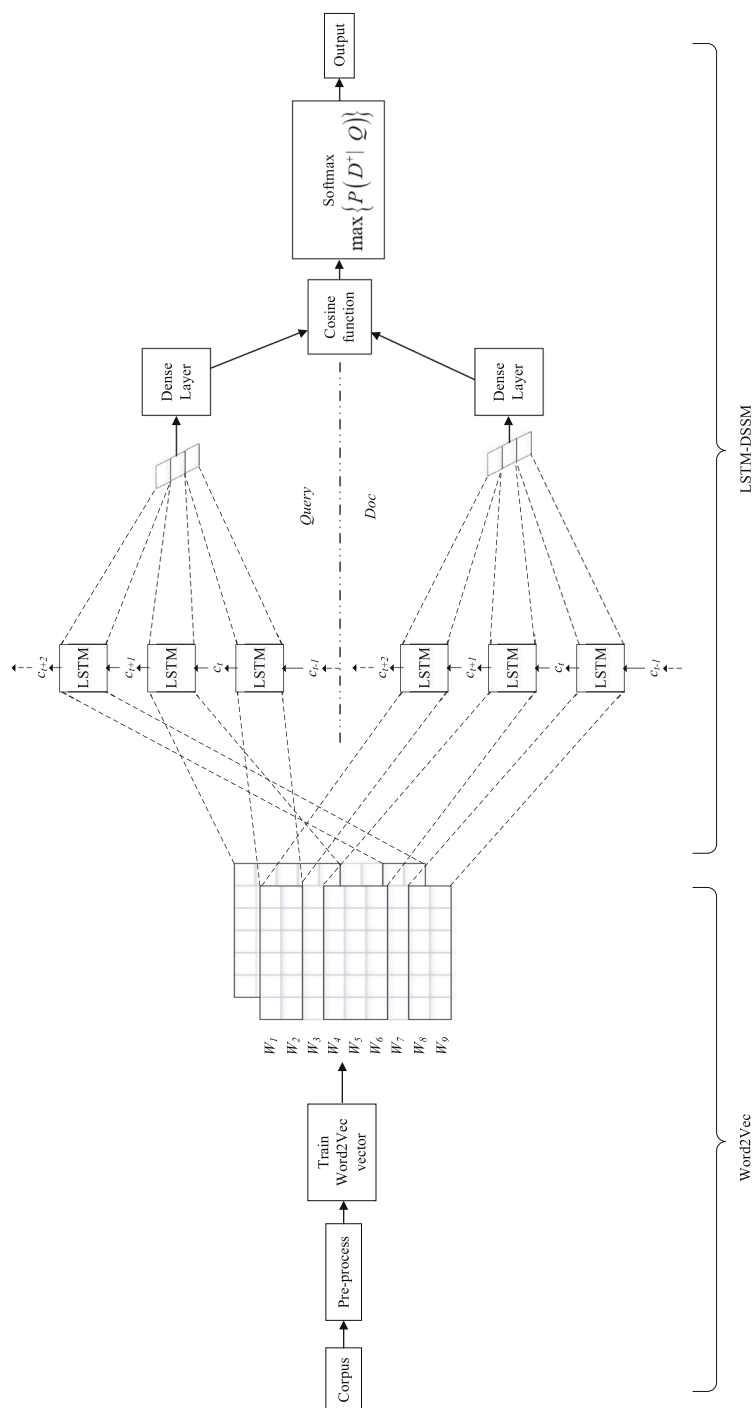 Corpus
Pre-process
Train
Word2Vec
vector
W1
W2
W3
W4
W5
W6
W7
W8
W9
Word2Vec
ct+2
LSTM
ct+1
LSTM
ct
LSTM
ct-1
Query
Doc
ct+2
LSTM
ct+1
LSTM
ct
LSTM
ct-1
Dense
Layer
Dense
Layer
Cosine
function
Softmax
max{P(D+| Q)}
Output
LSTM-DSSM